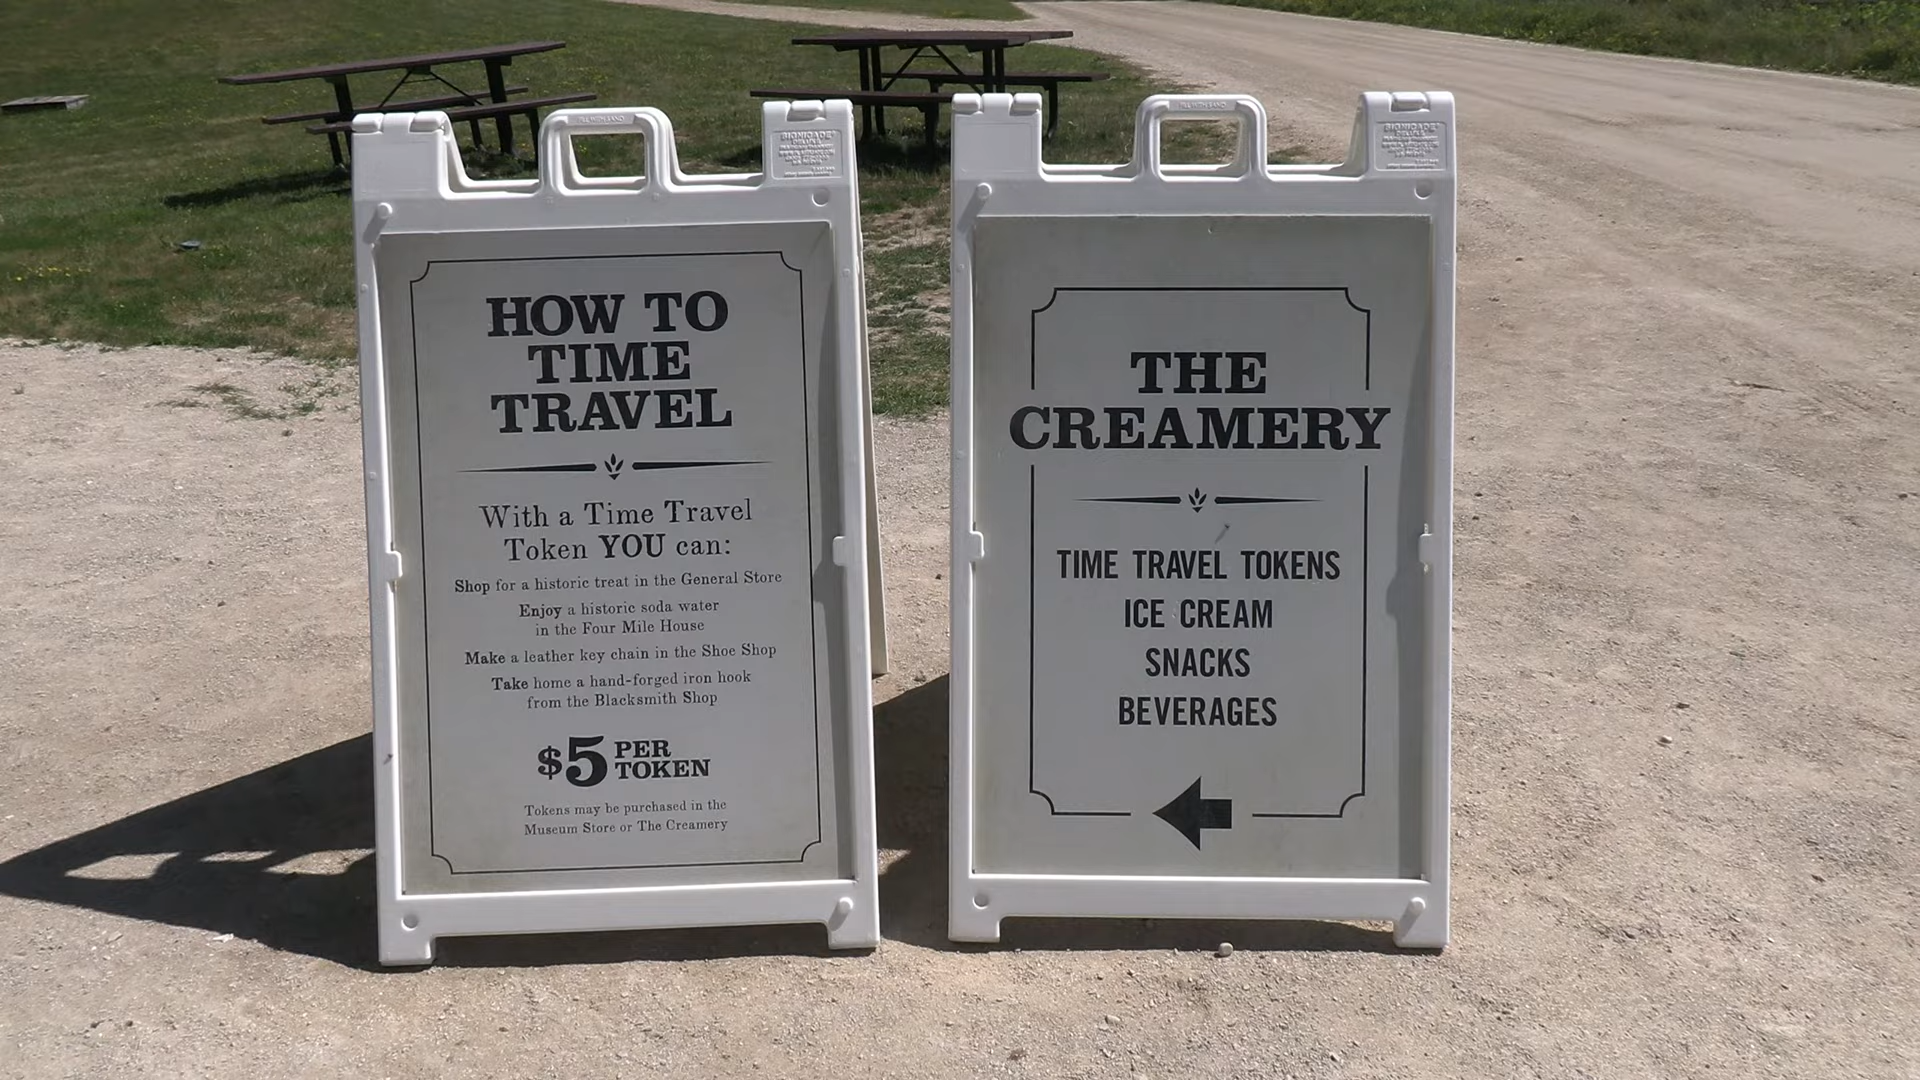 HOW TO
TIME
TRAVEL
With a Time Travel
Token YOU can:
Shop for a historic treat in the General Store
Enjoy a historic soda water
in the Four Mile House
Make a leather key chain in the Shoe Shop
Take home a hand-forged iron hook
from the Blacksmith Shop
$5 PER
TOKEN
Tokens may be purchased in the
Museum Store or The Creamery
THE
CREAMERY
TIME TRAVEL TOKENS
ICE CREAM
SNACKS
BEVERAGES